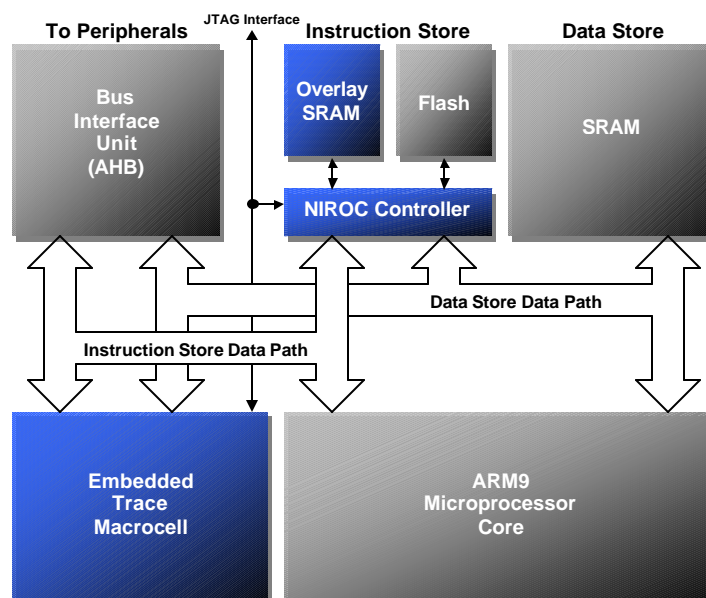 JTAG Interface
To Peripherals
Instruction Store
Data Store
Bus
Interface
Unit
(AHB)
Overlay
SRAM
Flash
SRAM
NIROC Controller
Data Store Data Path
Instruction Store Data Path
Embedded
Trace
Macrocell
ARM9
Microprocessor
Core